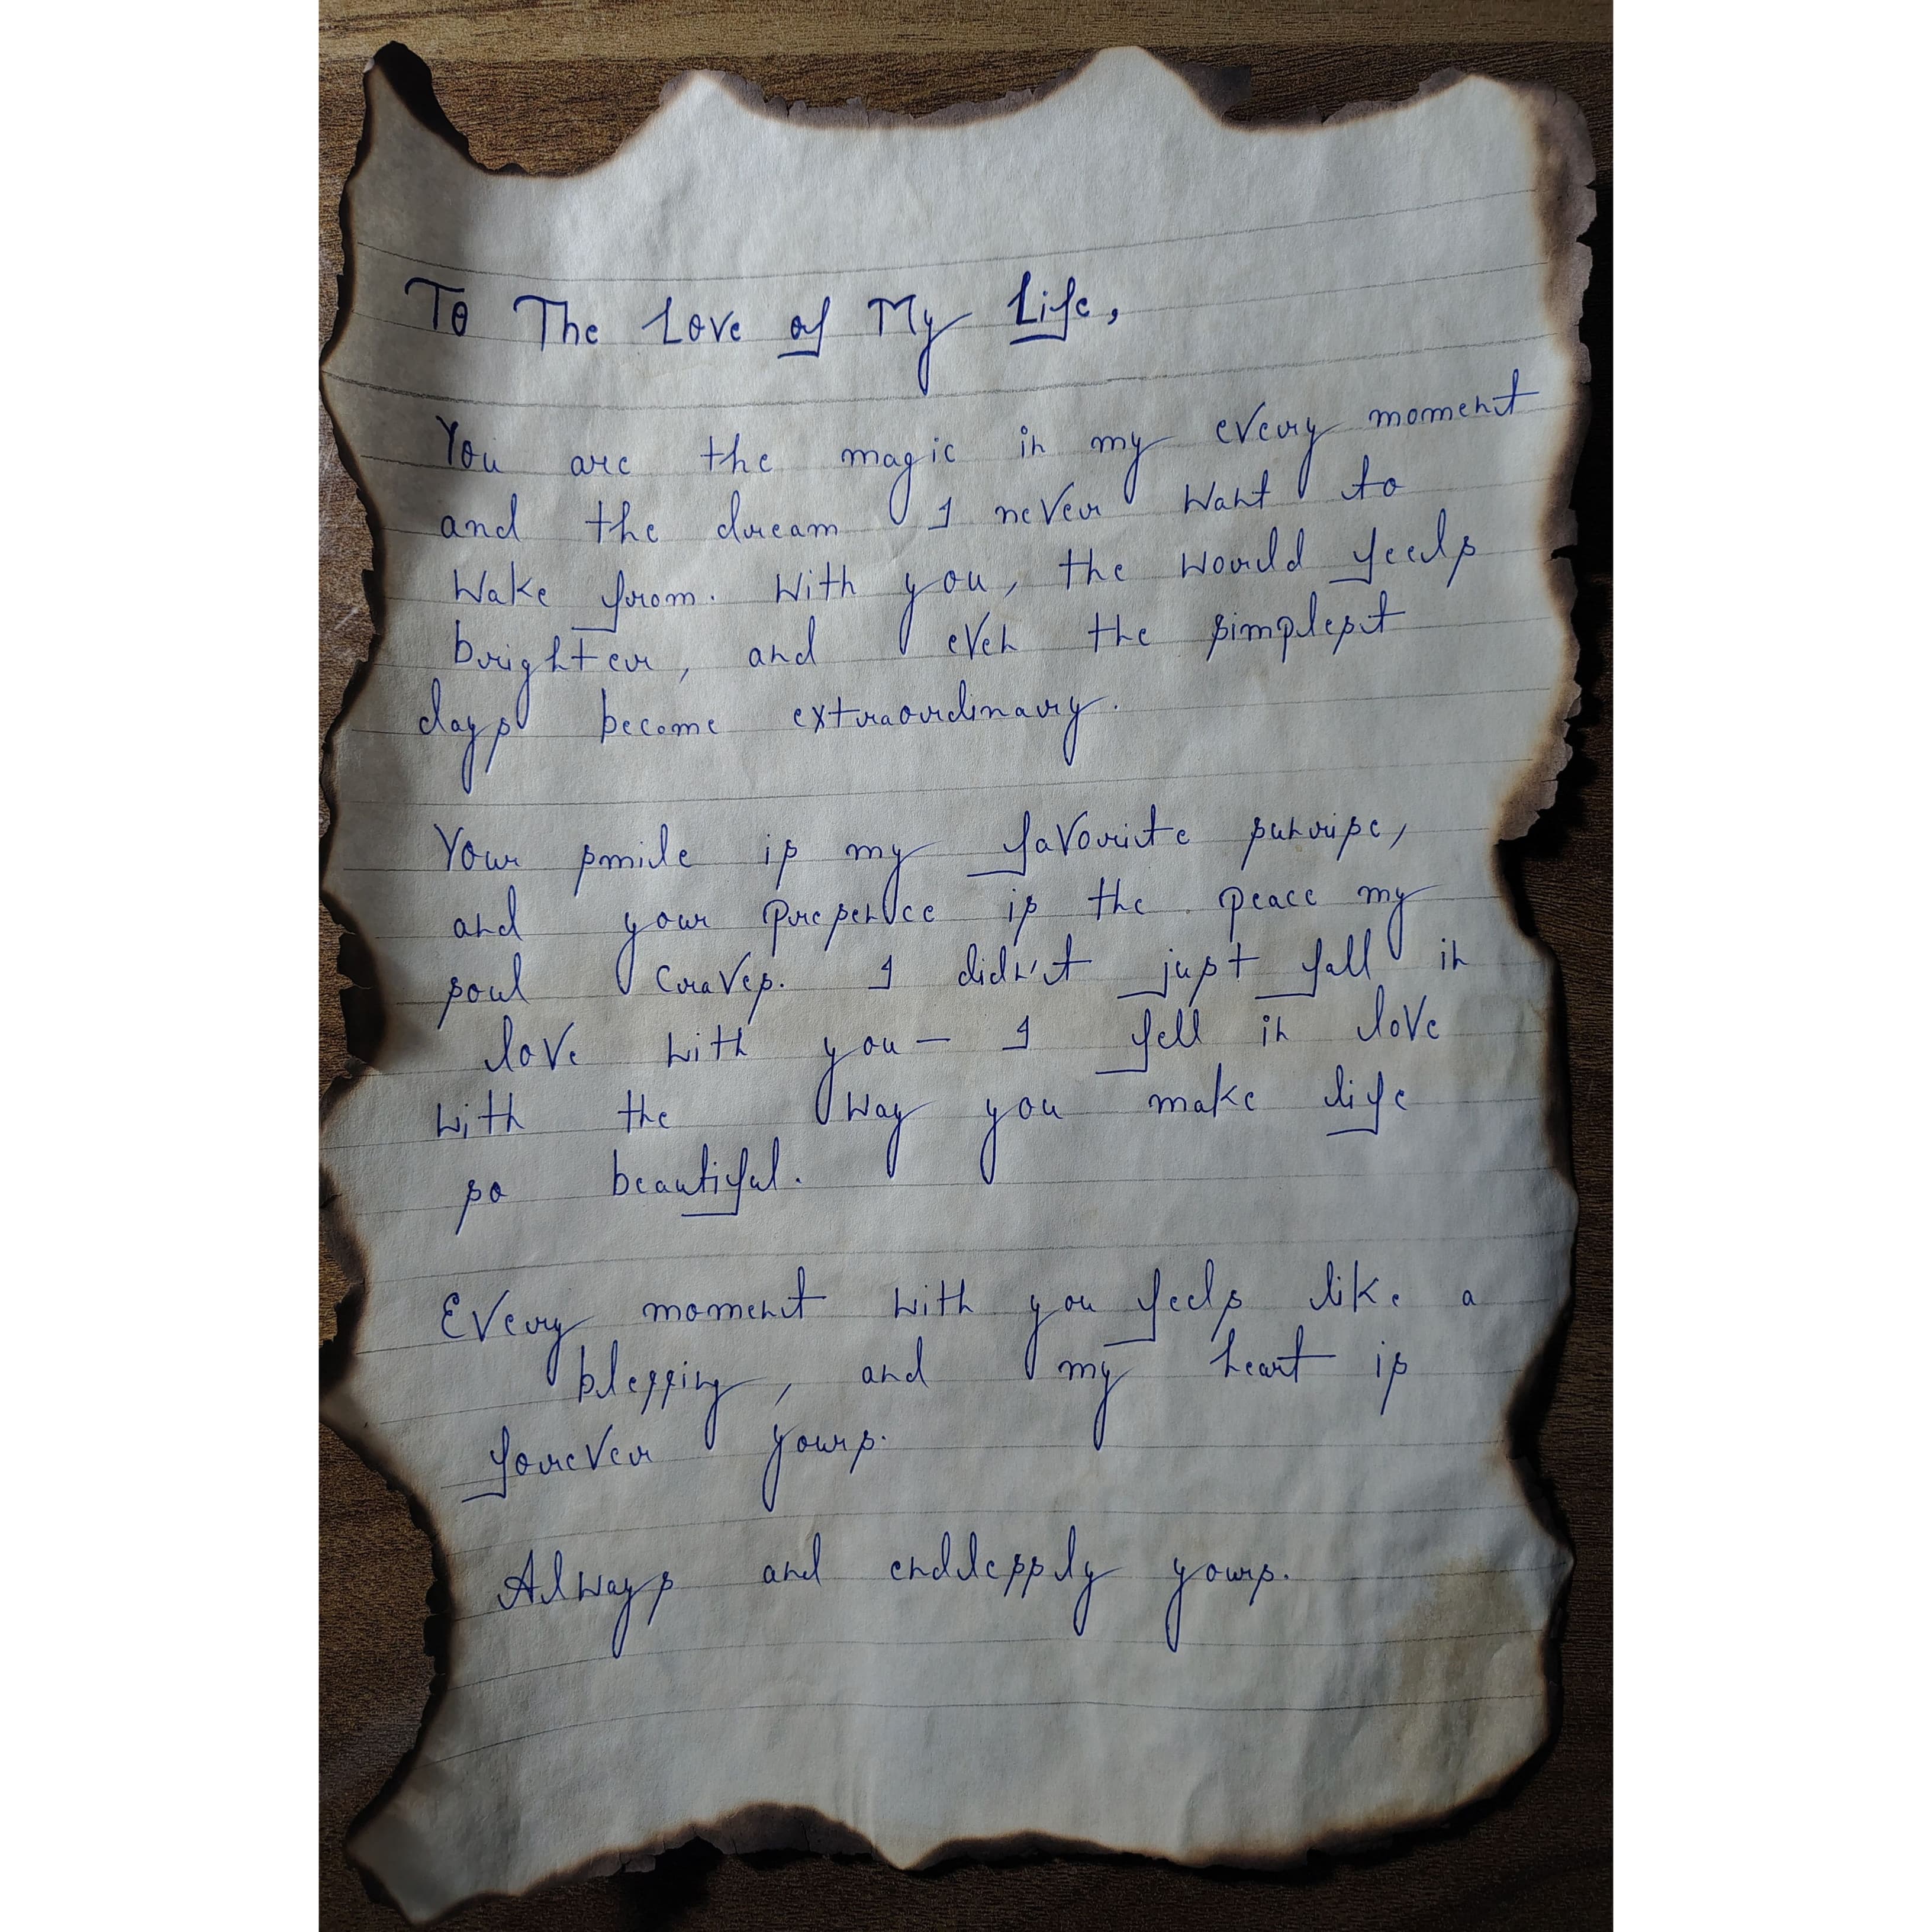 To The Love of My Life,
You are the magic in my every moment
and the dream I never want to
wake from. With you, the world feels
brighter, and even the simplest
days become extraordinary.
Your smile is my favourite sunrise,
and your presence is the peace my
soul craves. I didn't just fall in
love with you— I fell in love
with the way you make life
so beautiful.
Every moment with you feels like a
blessing, and my heart is
forever yours.
Always and endlessly yours.